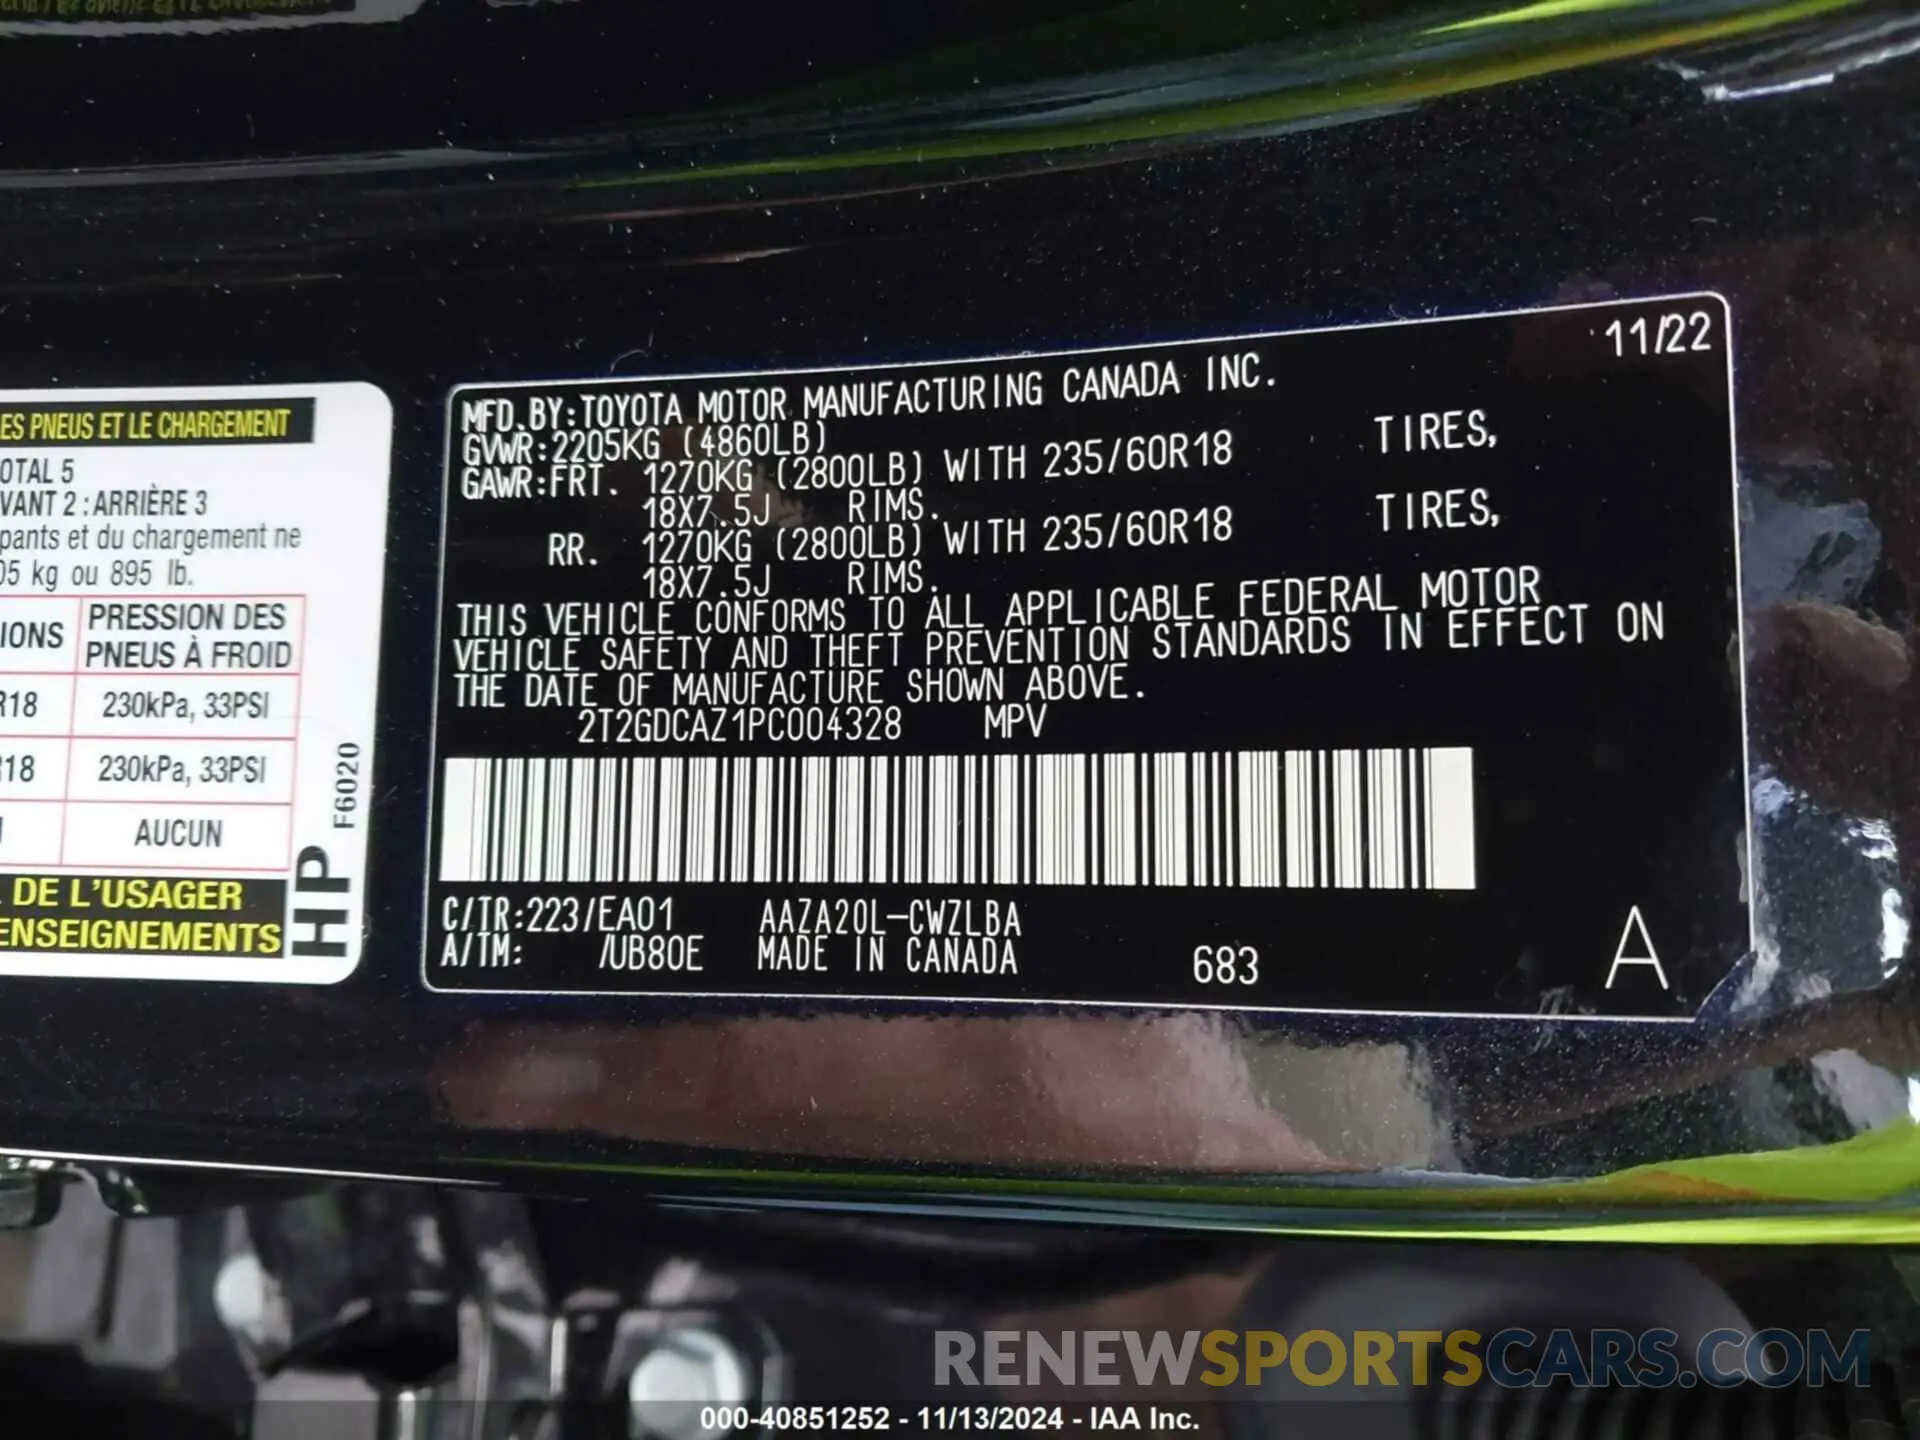 ES PNEUS ET LE CHARGEMENT
OTAL 5
VANT 2 : ARRIÈRE 3
pants et du chargement ne
05 kg ou 895 lb.
IONS
PRESSION DES
PNEUS À FROID
R18
230kPa, 33PSI
18
230kPa, 33PSI
AUCUN
DE L'USAGER
ENSEIGNEMENTS
HP
F6020
11/22
MFD.BY:TOYOTA MOTOR MANUFACTURING CANADA INC.
GVWR:2205KG (4860LB)
GAWR:FRT. 1270KG (2800LB) WITH 235/60R18 TIRES,
18X7.5J RIMS.
RR. 1270KG (2800LB) WITH 235/60R18 TIRES,
18X7.5J RIMS.
THIS VEHICLE CONFORMS TO ALL APPLICABLE FEDERAL MOTOR
VEHICLE SAFETY AND THEFT PREVENTION STANDARDS IN EFFECT ON
THE DATE OF MANUFACTURE SHOWN ABOVE.
2T2GDCAZ1PC004328 MPV
C/TR:223/EA01 AAZA20L-CWZLBA
A/TM: /UB80E MADE IN CANADA
683
A
RENEWSPORTSCARS.COM
000-40851252 - 11/13/2024 - IAA Inc.